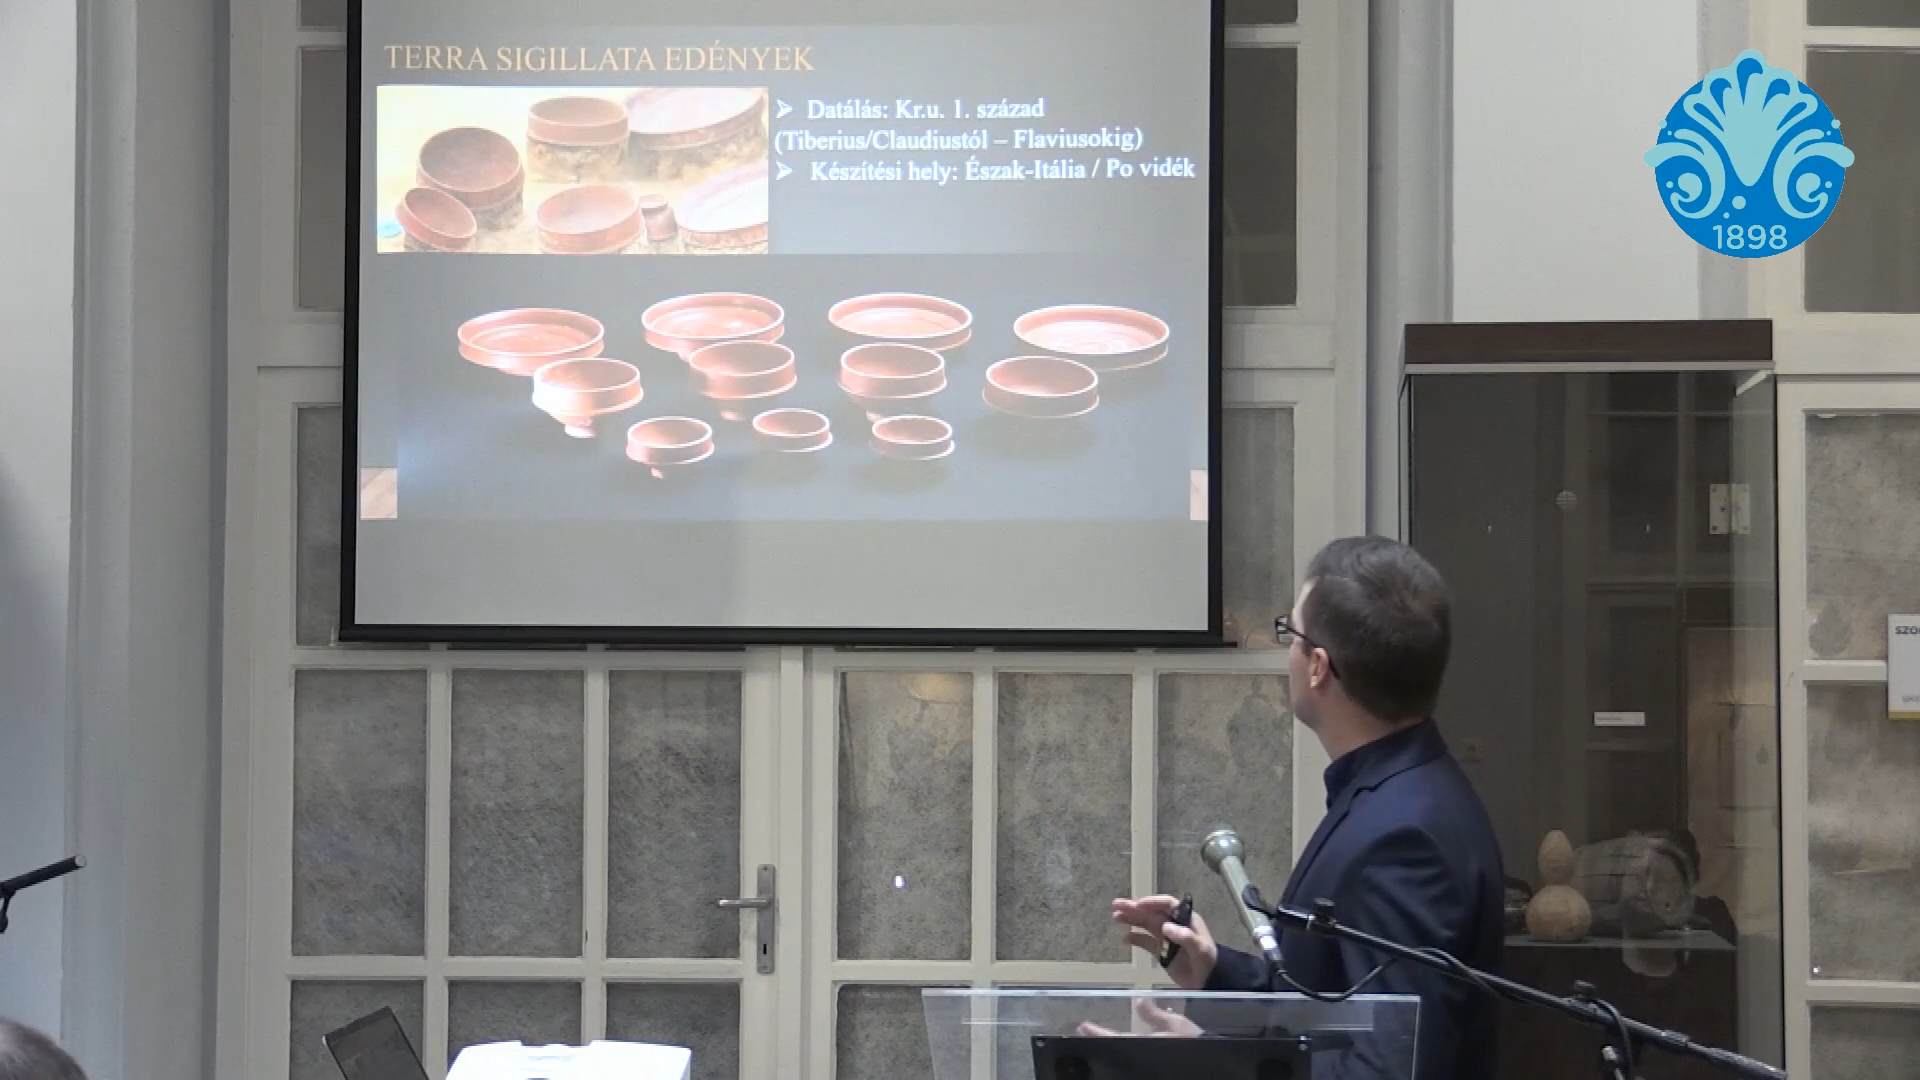 TERRA SIGILLATA EDÉNYEK
➢ Datálás: Kr.u. 1. század
(Tiberius/Claudiustól – Flaviusokig)
➢ Készítési hely: Észak-Itália / Po vidék
1898